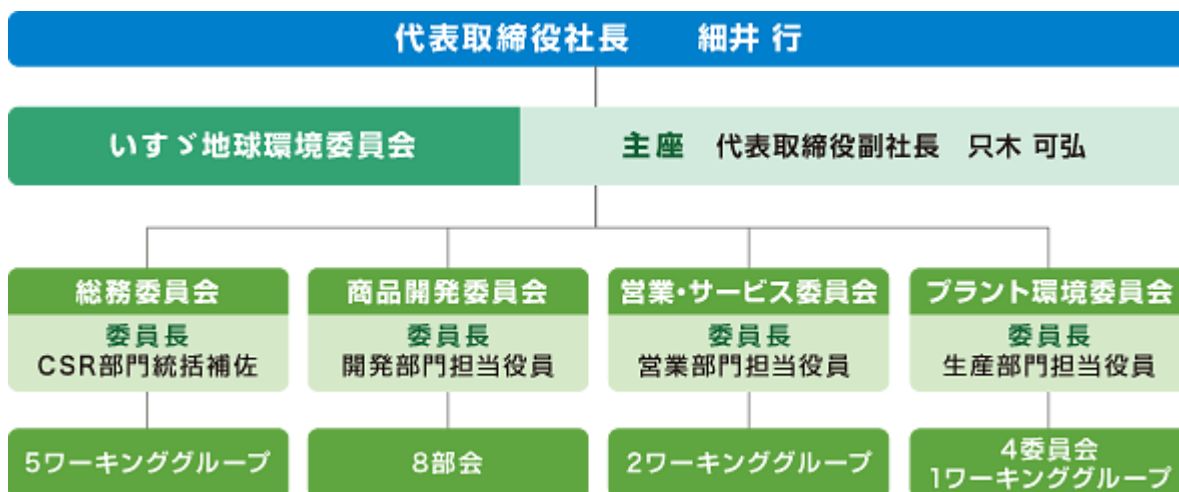 代表取締役社長　細井 行
いすゞ地球環境委員会
主座　代表取締役副社長　只木 可弘
総務委員会
委員長
CSR部門統括補佐
商品開発委員会
委員長
開発部門担当役員
営業・サービス委員会
委員長
営業部門担当役員
プラント環境委員会
委員長
生産部門担当役員
5ワーキンググループ
8部会
2ワーキンググループ
4委員会
1ワーキンググループ